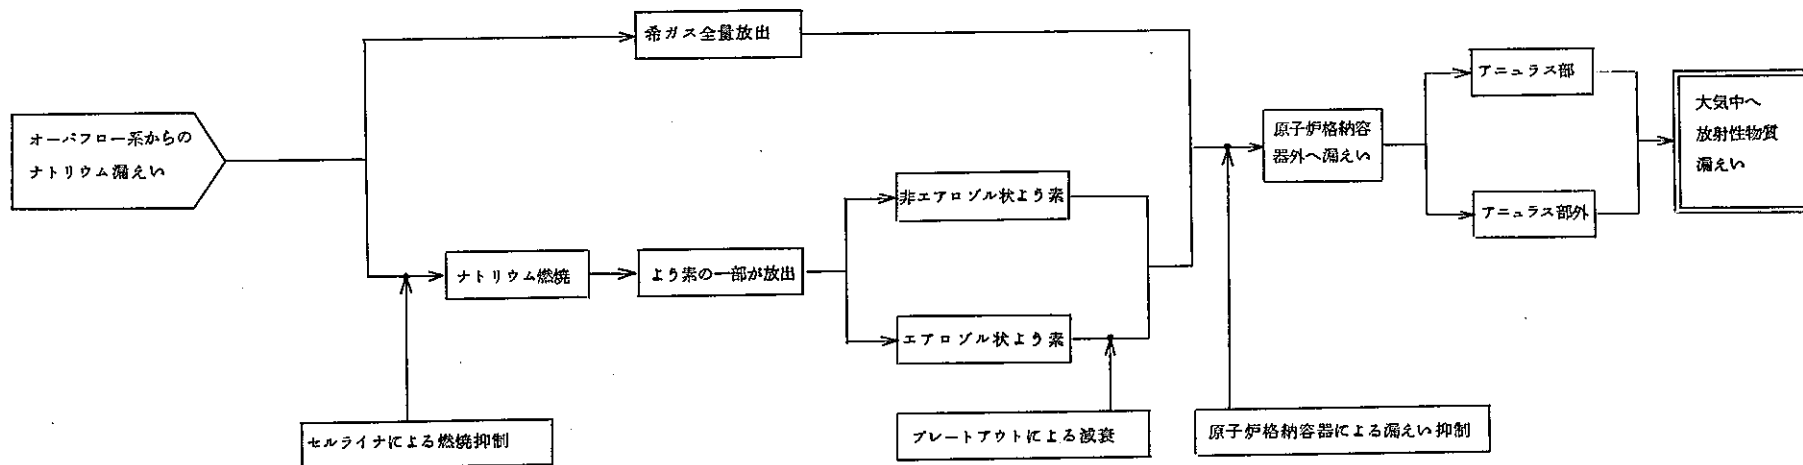 希ガス全量放出
アニュラス部
オーバフロー系からの
ナトリウム漏えい
原子炉格納容
器外へ漏えい
大気中へ
放射性物質
漏えい
非エアロゾル状よう素
アニュラス部外
ナトリウム燃焼
よう素の一部が放出
エアロゾル状よう素
セルライナによる燃焼抑制
プレートアウトによる減衰
原子炉格納容器による漏えい抑制